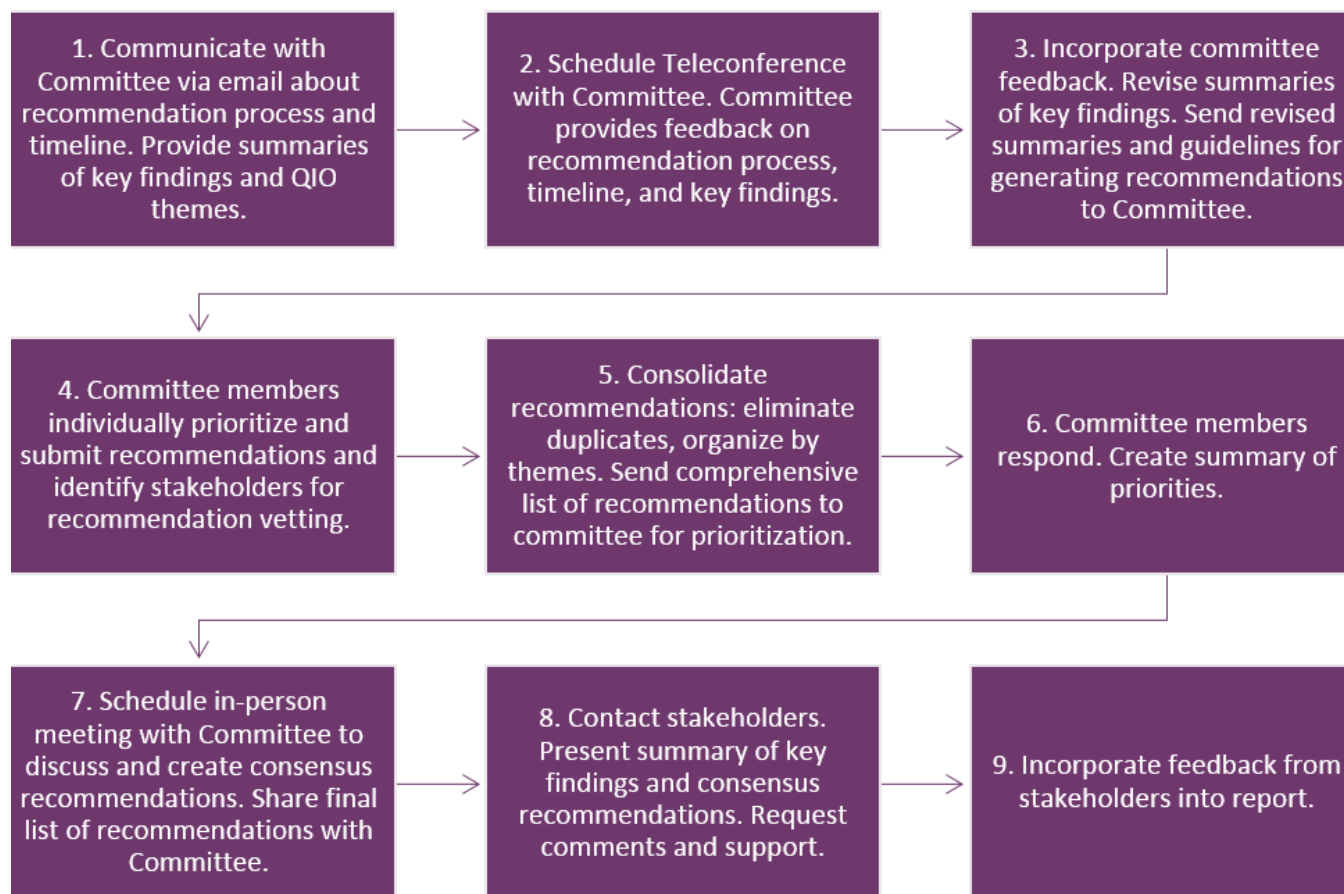 1. Communicate with
Committee via email about
recommendation process and
timeline. Provide summaries
of key findings and QIO
themes.
2. Schedule Teleconference
with Committee. Committee
provides feedback on
recommendation process,
timeline, and key findings.
3. Incorporate committee
feedback. Revise summaries
of key findings. Send revised
summaries and guidelines for
generating recommendations
to Committee.
4. Committee members
individually prioritize and
submit recommendations and
identify stakeholders for
recommendation vetting.
5. Consolidate
recommendations: eliminate
duplicates, organize by
themes. Send comprehensive
list of recommendations to
committee for prioritization.
6. Committee members
respond. Create summary of
priorities.
7. Schedule in-person
meeting with Committee to
discuss and create consensus
recommendations. Share final
list of recommendations with
Committee.
8. Contact stakeholders.
Present summary of key
findings and consensus
recommendations. Request
comments and support.
9. Incorporate feedback from
stakeholders into report.